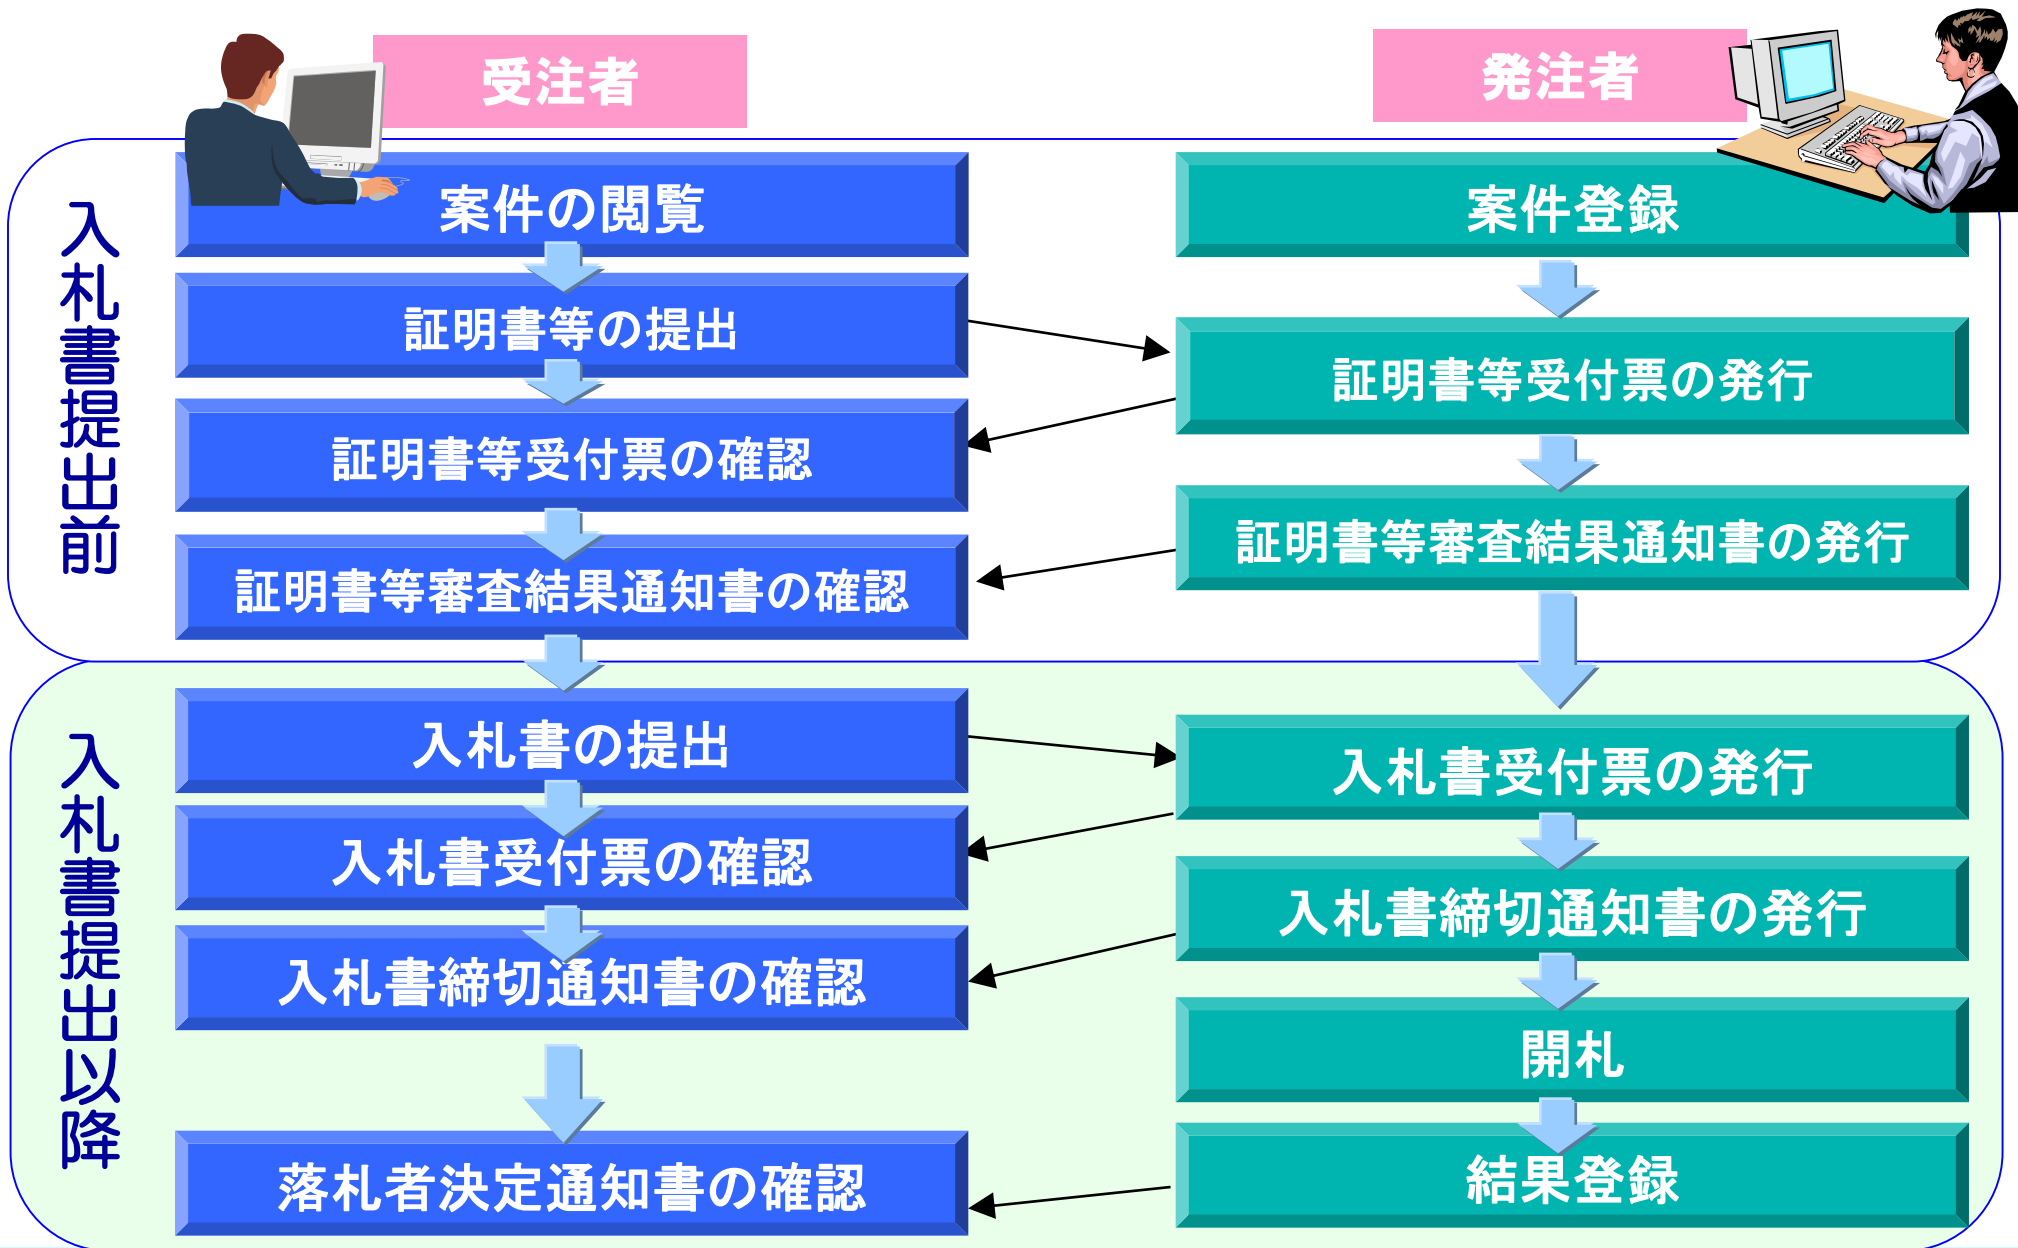 受注者
発注者
入札書提出前
案件の閲覧
案件登録
証明書等の提出
証明書等受付票の発行
証明書等受付票の確認
証明書等審査結果通知書の発行
証明書等審査結果通知書の確認
入札書提出以降
入札書の提出
入札書受付票の発行
入札書受付票の確認
入札書締切通知書の発行
入札書締切通知書の確認
開札
落札者決定通知書の確認
結果登録